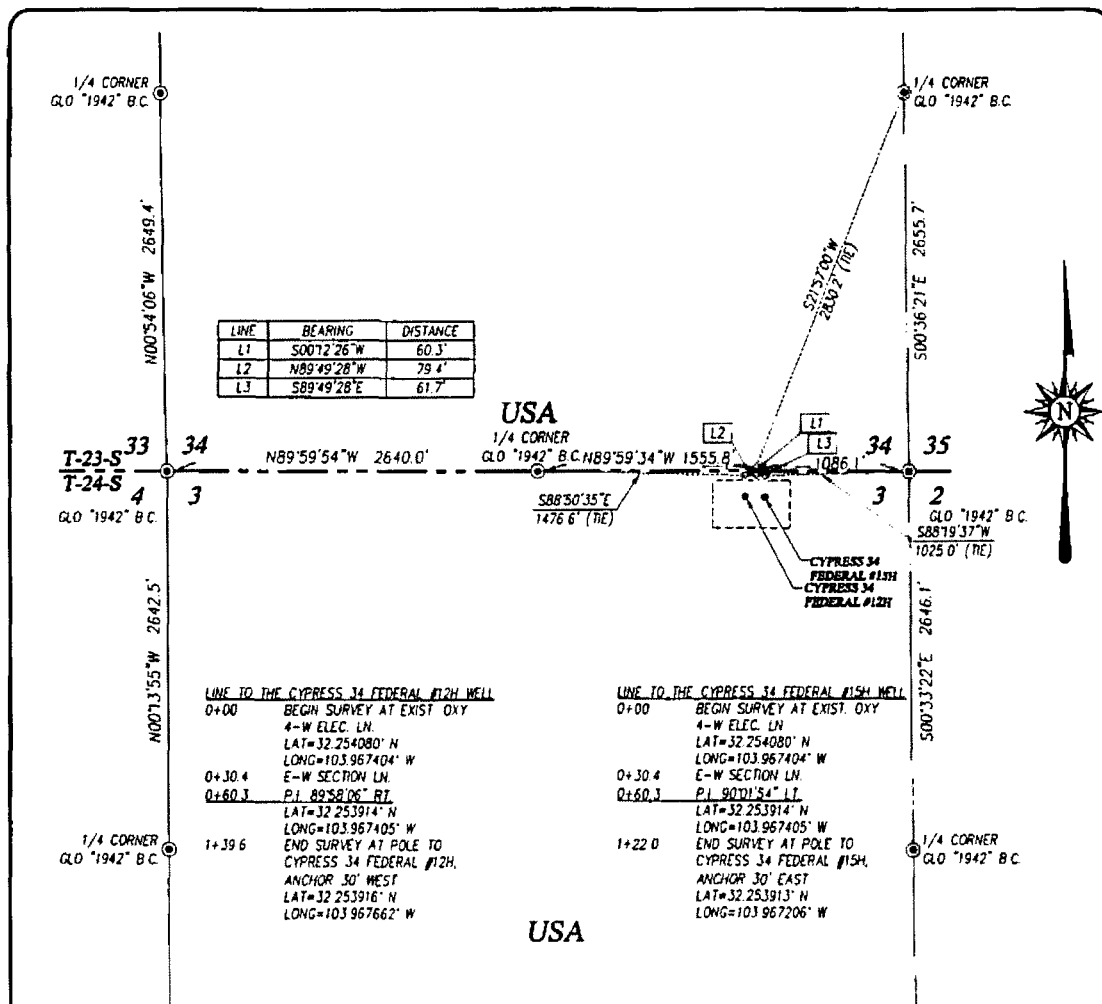 1/4 CORNER
GLO "1942" B.C.
1/4 CORNER
GLO "1942" B.C.
N00°54'06"W 2649.4'
S21°57'00"W
2830.2' (TIE)
S00°36'21"E 2655.7'
LINE BEARING DISTANCE
L1 S00°12'26"W 60.3'
L2 N89°49'28"W 79.4'
L3 S89°49'28"E 61.7'
N
USA
33 34
T-23-S
T-24-S
4 3
GLO "1942" B.C.
N89°59'54"W 2640.0'
1/4 CORNER
GLO "1942" B.C.
N89°59'34"W 1555.8'
L2
L1
L3
1086.1'
34 35
3 2
GLO "1942" B.C.
S88°50'35"E
1476.6' (TIE)
S88°19'37"W
1025.0' (TIE)
CYPRESS 34
FEDERAL #15H
CYPRESS 34
FEDERAL #12H
N00°13'55"W 2642.5'
S00°33'22"E 2646.1'
LINE TO THE CYPRESS 34 FEDERAL #12H WELL
0+00 BEGIN SURVEY AT EXIST. OXY
4-W ELEC. LN.
LAT=32.254080° N
LONG=103.967404° W
0+30.4 E-W SECTION LN.
0+60.3 P.I. 89°58'06" RT.
LAT=32.253914° N
LONG=103.967405° W
1+39.6 END SURVEY AT POLE TO
CYPRESS 34 FEDERAL #12H,
ANCHOR 30' WEST
LAT=32.253916° N
LONG=103.967662° W
LINE TO THE CYPRESS 34 FEDERAL #15H WELL
0+00 BEGIN SURVEY AT EXIST. OXY
4-W ELEC. LN.
LAT=32.254080° N
LONG=103.967404° W
0+30.4 E-W SECTION LN.
0+60.3 P.I. 90°01'54" LT.
LAT=32.253914° N
LONG=103.967405° W
1+22.0 END SURVEY AT POLE TO
CYPRESS 34 FEDERAL #15H,
ANCHOR 30' EAST
LAT=32.253913° N
LONG=103.967206° W
1/4 CORNER
GLO "1942" B.C.
1/4 CORNER
GLO "1942" B.C.
USA